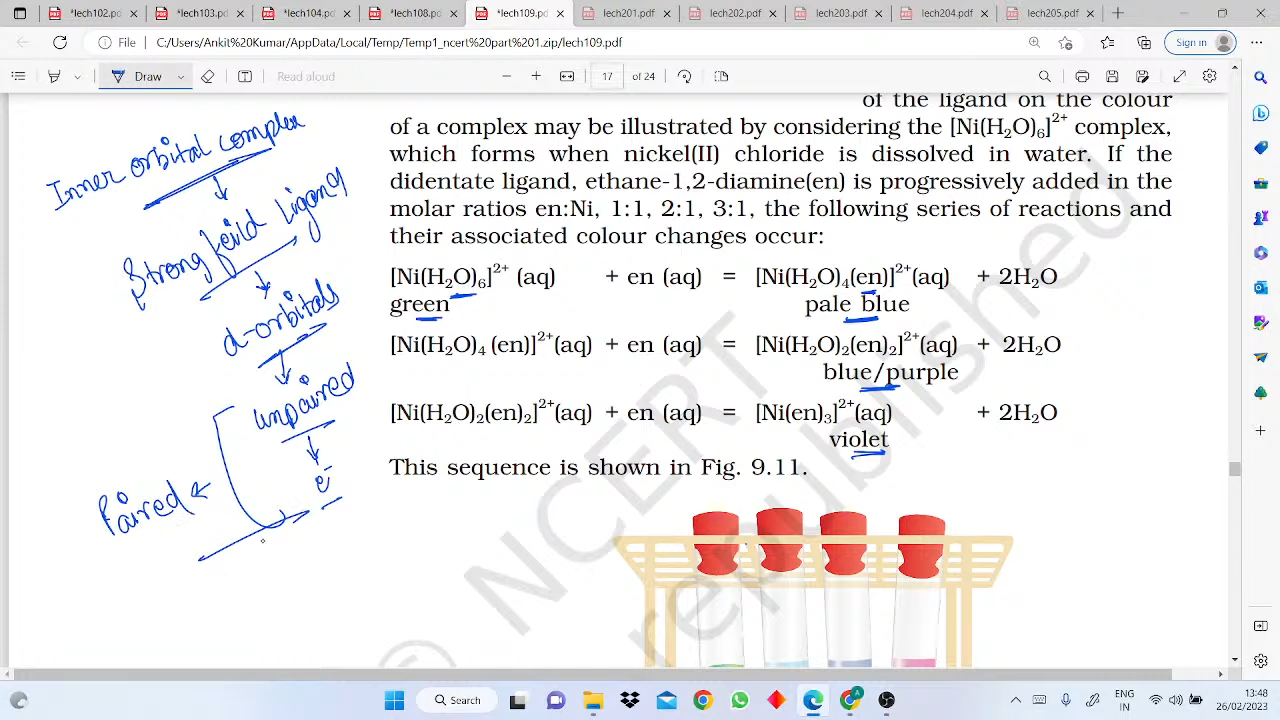 *lech102.pd
*lech103.pd
*lech104.pd
*lech108.pd
*lech109.pd
lech201.pdf
lech202.pdf
lech203.pdf
lech204.pdf
lech205.pdf
File
C:/Users/Ankit%20Kumar/AppData/Local/Temp/Temp1_ncert%20part%001.zip/lech109.pdf
Sign in
Draw
Read aloud
17 of 24
of the ligand on the colour
of a complex may be illustrated by considering the [Ni(H₂O)₆]²⁺ complex,
which forms when nickel(II) chloride is dissolved in water. If the
didentate ligand, ethane-1,2-diamine(en) is progressively added in the
molar ratios en:Ni, 1:1, 2:1, 3:1, the following series of reactions and
their associated colour changes occur:
[Ni(H₂O)₆]²⁺ (aq) + en (aq) = [Ni(H₂O)₄(en)]²⁺(aq) + 2H₂O
green pale blue
[Ni(H₂O)₄ (en)]²⁺(aq) + en (aq) = [Ni(H₂O)₂(en)₂]²⁺(aq) + 2H₂O
blue/purple
[Ni(H₂O)₂(en)₂]²⁺(aq) + en (aq) = [Ni(en)₃]²⁺(aq) + 2H₂O
violet
This sequence is shown in Fig. 9.11.
Inner orbital complex
↓
Strong feild ligand
↓
d-orbitals
↓
unpaired
↓
e⁻
Paired ←
© NCERT
republished
Search
ENG
IN
13:48
26/02/2023